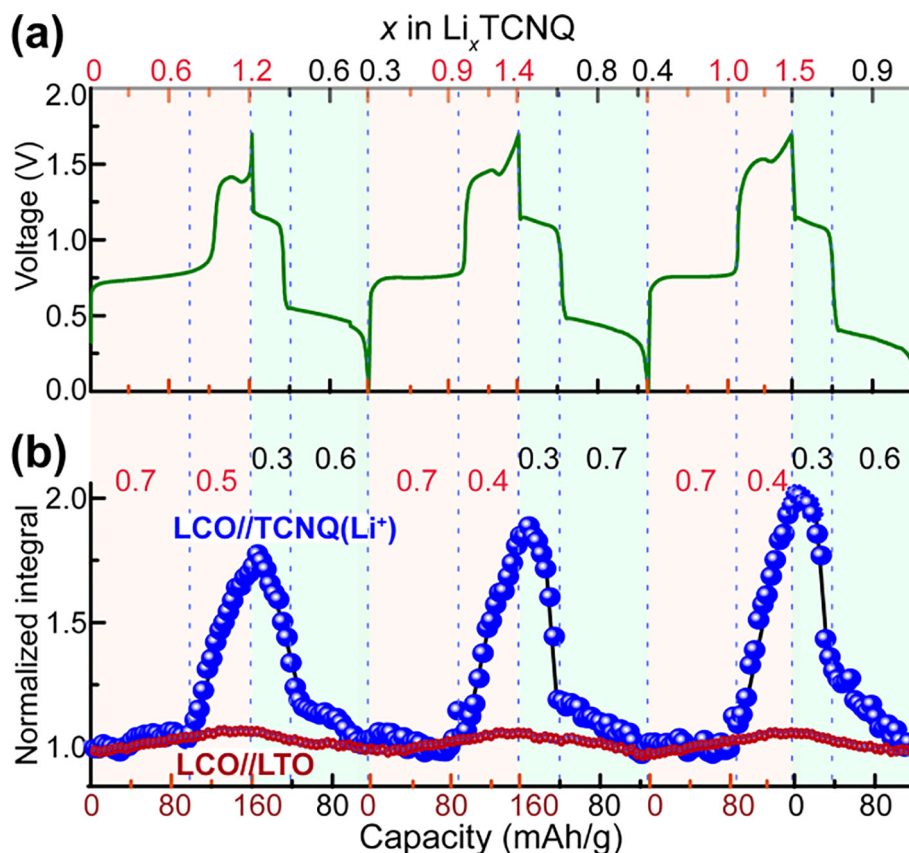 (a)
x in LiₓTCNQ
0 0.6 1.2 0.6 0.3 0.9 1.4 0.8 0.4 1.0 1.5 0.9
2.0
1.5
1.0
0.5
0.0
Voltage (V)
(b)
0.3 0.6 0.3 0.7 0.3 0.6
0.7 0.5 0.7 0.4 0.7 0.4
2.0
1.5
1.0
Normalized integral
LCO//TCNQ(Li⁺)
LCO//LTO
0 80 160 80 0 80 160 80 0 80 0 80
Capacity (mAh/g)